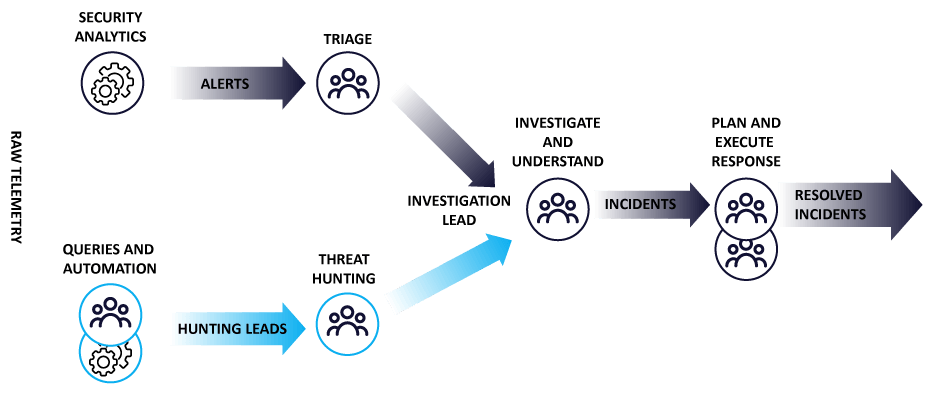 RAW TELEMETRY
SECURITY
ANALYTICS
ALERTS
TRIAGE
QUERIES AND
AUTOMATION
HUNTING LEADS
THREAT
HUNTING
INVESTIGATION
LEAD
INVESTIGATE
AND
UNDERSTAND
INCIDENTS
PLAN AND
EXECUTE
RESPONSE
RESOLVED
INCIDENTS